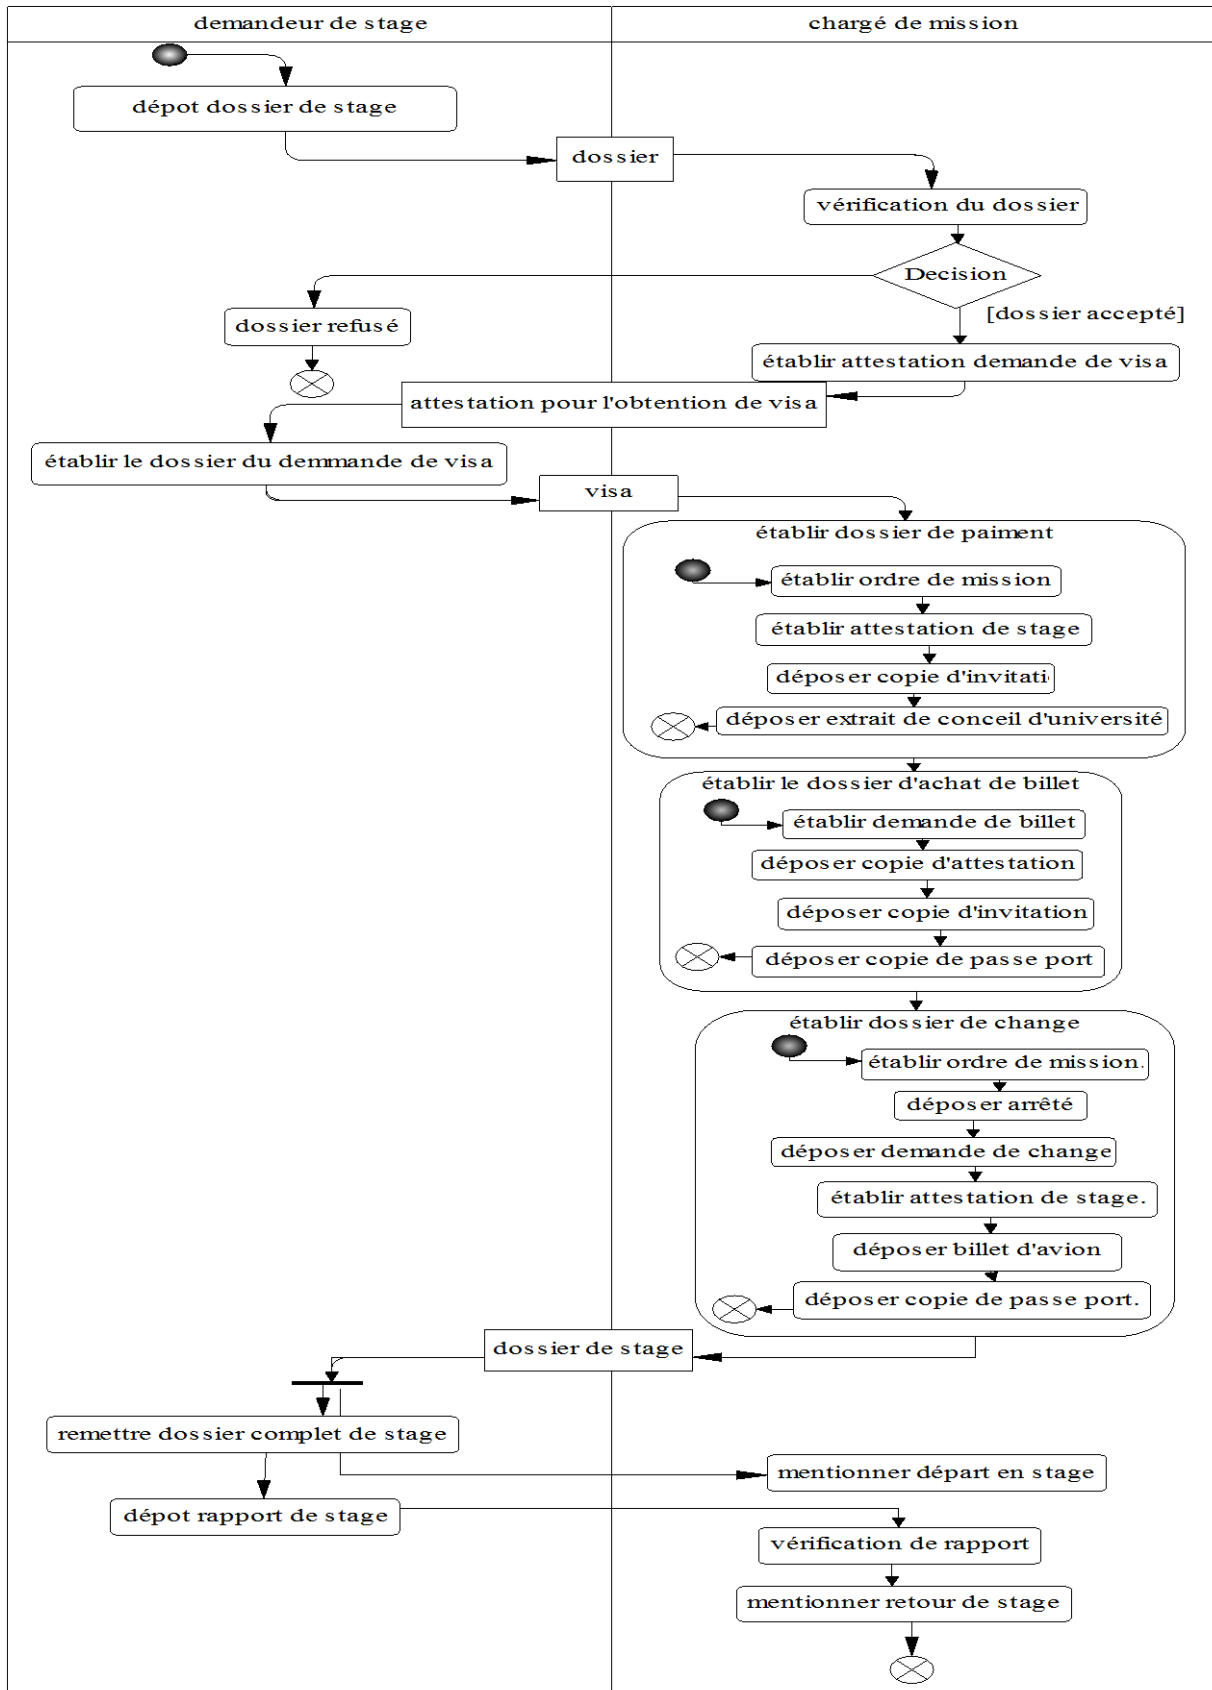 demandeur de stage
chargé de mission
dépot dossier de stage
dossier
vérification du dossier
Decision
[dossier accepté]
dossier refusé
établir attestation demande de visa
attestation pour l'obtention de visa
établir le dossier du demmande de visa
visa
établir dossier de paiment
établir ordre de mission
établir attestation de stage
déposer copie d'invitati
déposer extrait de conceil d'université
établir le dossier d'achat de billet
établir demande de billet
déposer copie d'attestation
déposer copie d'invitation
déposer copie de passe port
établir dossier de change
établir ordre de mission.
déposer arrêté
déposer demande de change
établir attestation de stage.
déposer billet d'avion
déposer copie de passe port.
dossier de stage
remettre dossier complet de stage
mentionner départ en stage
dépot rapport de stage
vérification de rapport
mentionner retour de stage